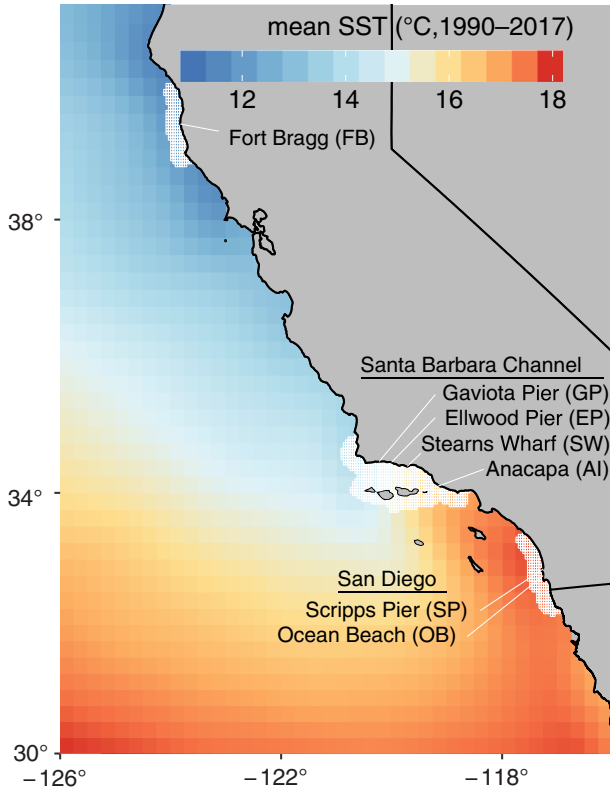 mean SST (°C,1990–2017)
12 14 16 18
Fort Bragg (FB)
38°
Santa Barbara Channel
Gaviota Pier (GP)
Ellwood Pier (EP)
Stearns Wharf (SW)
Anacapa (AI)
34°
San Diego
Scripps Pier (SP)
Ocean Beach (OB)
30°
−126° −122° −118°